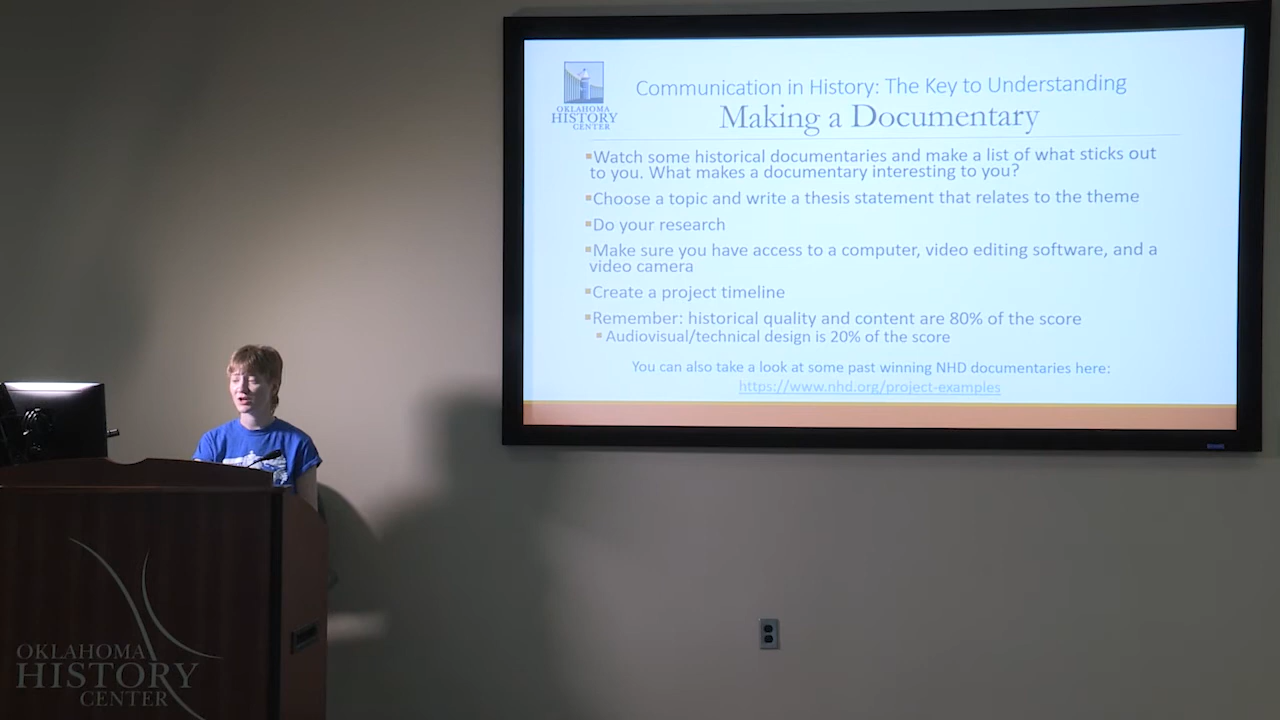 OKLAHOMA
HISTORY
CENTER
Communication in History: The Key to Understanding
Making a Documentary
Watch some historical documentaries and make a list of what sticks out
to you. What makes a documentary interesting to you?
Choose a topic and write a thesis statement that relates to the theme
Do your research
Make sure you have access to a computer, video editing software, and a
video camera
Create a project timeline
Remember: historical quality and content are 80% of the score
Audiovisual/technical design is 20% of the score
You can also take a look at some past winning NHD documentaries here:
https://www.nhd.org/project-examples
OKLAHOMA
HISTORY
CENTER